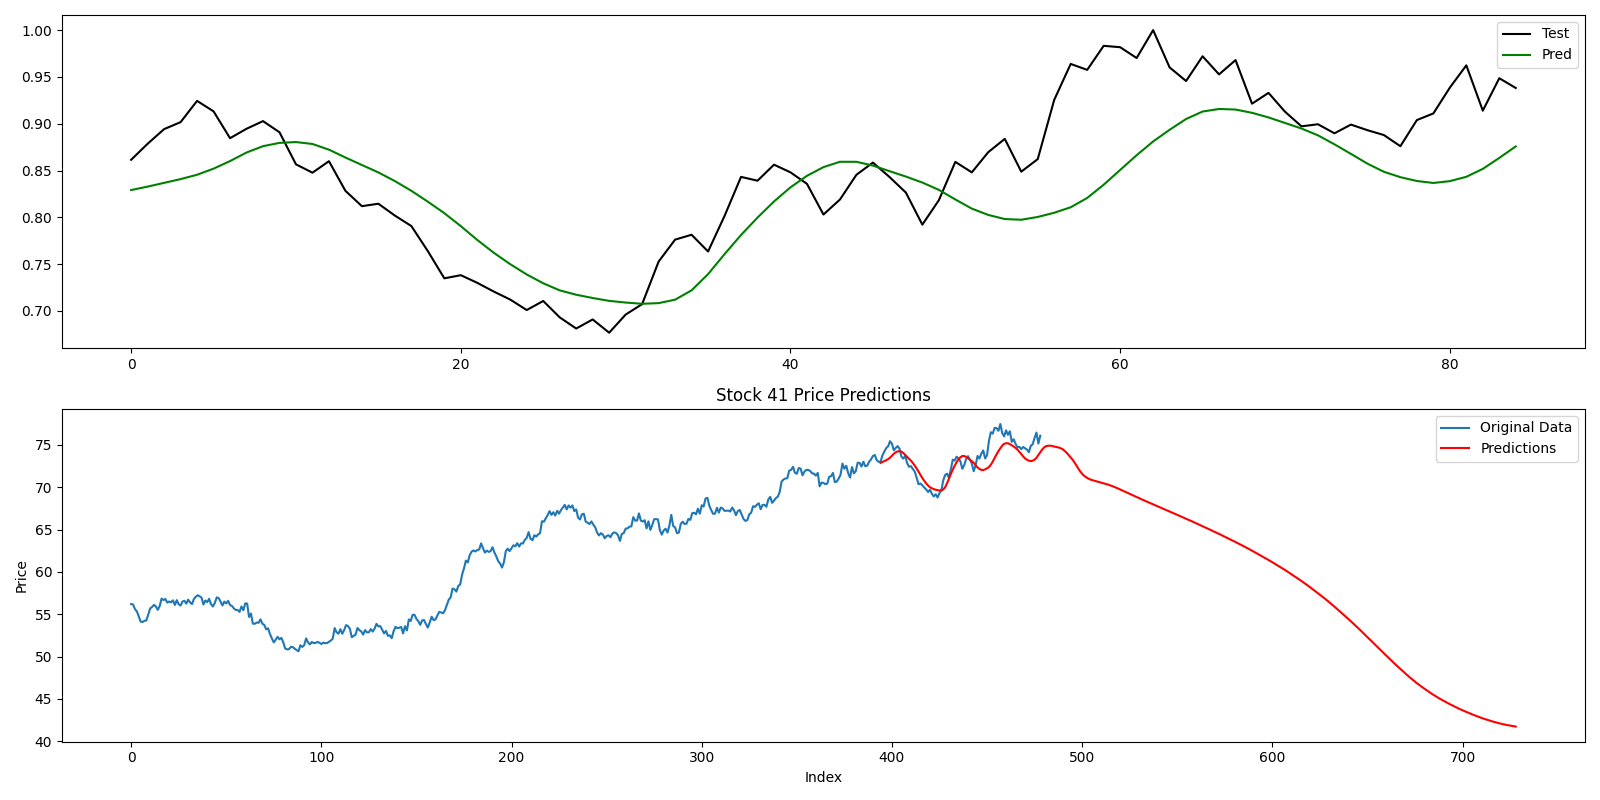 1.00
0.95
0.90
0.85
0.80
0.75
0.70
Test
Pred
0 20 40 60 80
Stock 41 Price Predictions
Price
75
70
65
60
55
50
45
40
Original Data
Predictions
0 100 200 300 400 500 600 700
Index